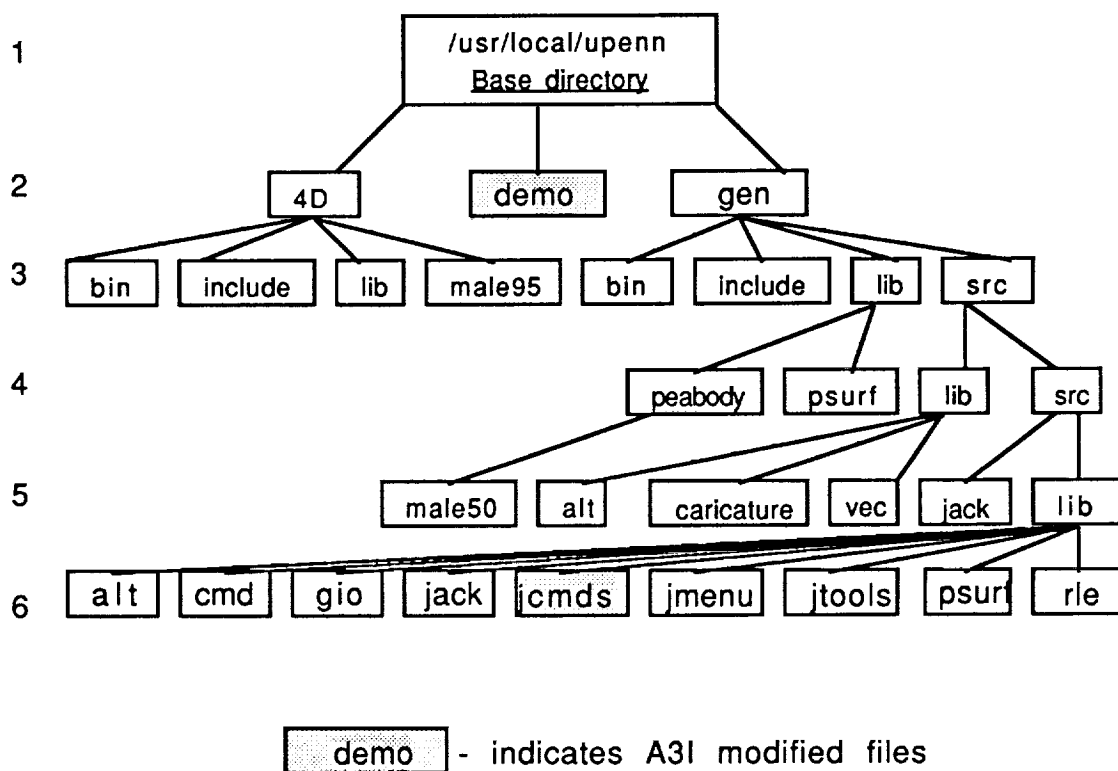 1
/usr/local/upenn
Base directory
2
4D
demo
gen
3
bin
include
lib
male95
bin
include
lib
src
4
peabody
psurf
lib
src
5
male50
alt
caricature
vec
jack
lib
6
alt
cmd
gio
jack
jcmds
jmenu
jtools
psurf
rle
demo - indicates A3I modified files